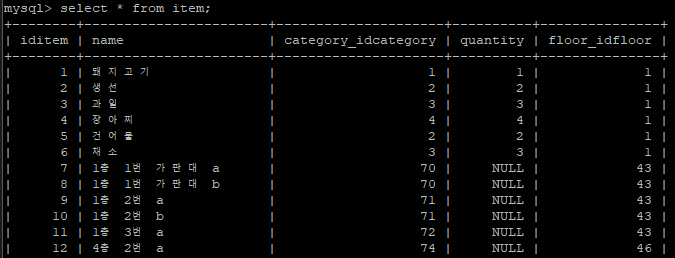 mysql> select * from item;
+--------+----------------------+---------------------+----------+---------------+
| iditem | name | category_idcategory | quantity | floor_idfloor |
+--------+----------------------+---------------------+----------+---------------+
| 1 | 돼지고기 | 1 | 1 | 1 |
| 2 | 생선 | 2 | 2 | 1 |
| 3 | 과일 | 3 | 3 | 1 |
| 4 | 장아찌 | 4 | 4 | 1 |
| 5 | 건어물 | 2 | 2 | 1 |
| 6 | 채소 | 3 | 3 | 1 |
| 7 | 1층 1번 가판대 a | 70 | NULL | 43 |
| 8 | 1층 1번 가판대 b | 70 | NULL | 43 |
| 9 | 1층 2번 a | 71 | NULL | 43 |
| 10 | 1층 2번 b | 71 | NULL | 43 |
| 11 | 1층 3번 a | 72 | NULL | 43 |
| 12 | 4층 2번 a | 74 | NULL | 46 |